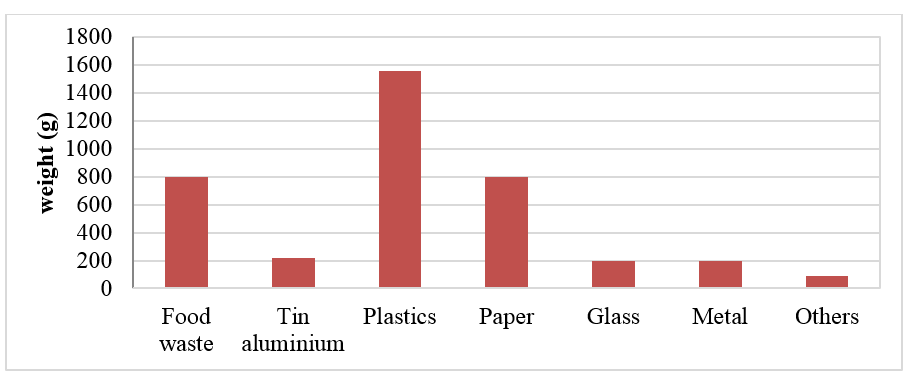 weight (g)
1800
1600
1400
1200
1000
800
600
400
200
0
Food
waste
Tin
aluminium
Plastics
Paper
Glass
Metal
Others